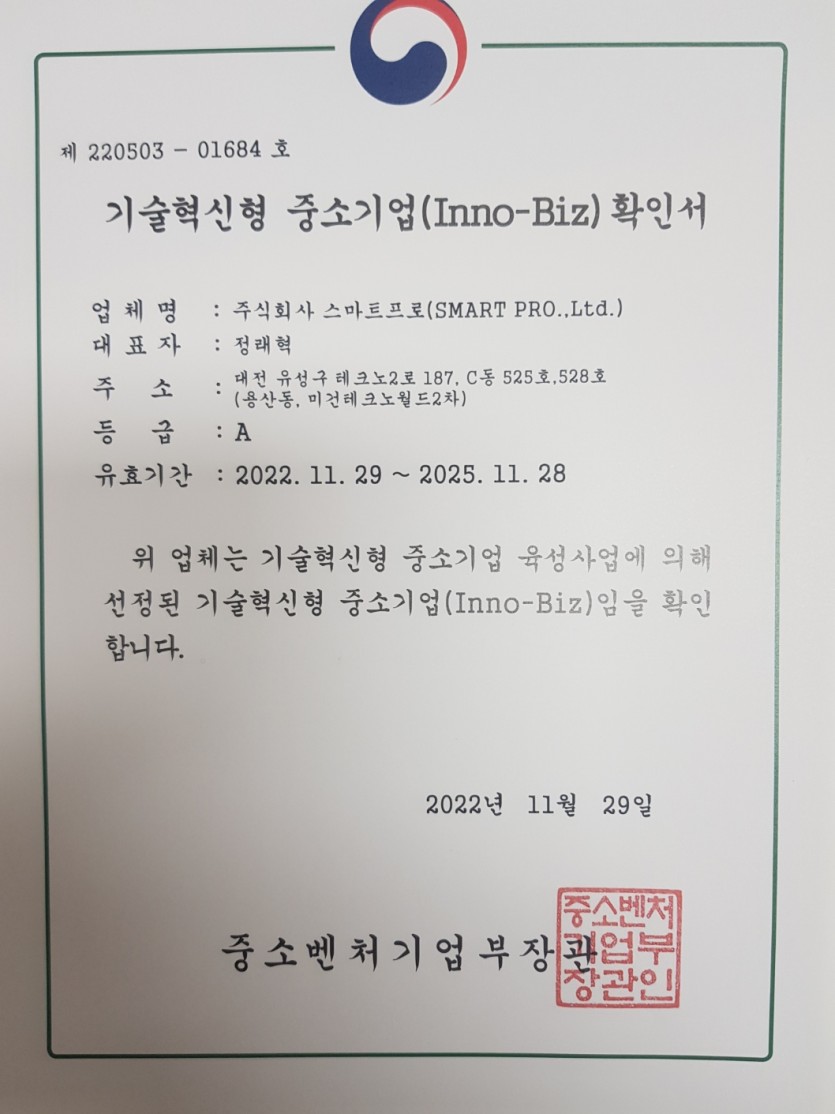 제 220503 - 01684 호
기술혁신형 중소기업(Inno-Biz) 확인서
업 체 명 : 주식회사 스마트프로(SMART PRO.,Ltd.)
대 표 자 : 정래혁
주 소 : 대전 유성구 테크노2로 187, C동 525호,528호
(용산동, 미건테크노월드2차)
등 급 : A
유효기간 : 2022. 11. 29 ~ 2025. 11. 28
위 업체는 기술혁신형 중소기업 육성사업에 의해
선정된 기술혁신형 중소기업(Inno-Biz)임을 확인
합니다.
2022년 11월 29일
중소벤처기업부장관
중소벤처
기업부
장관인